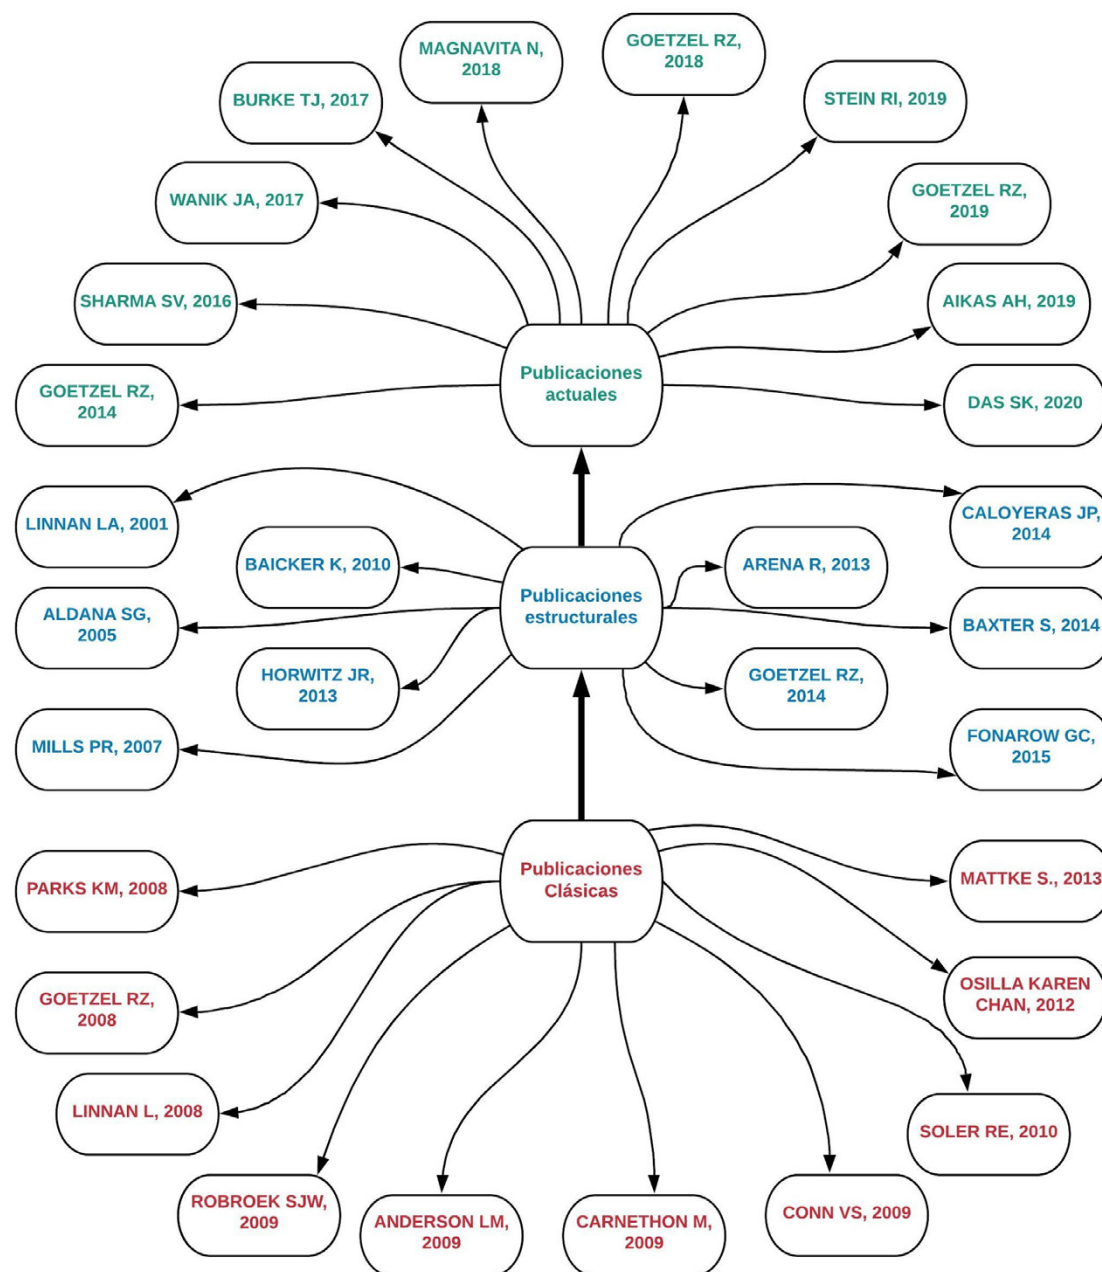 MAGNAVITA N,
2018
GOETZEL RZ,
2018
BURKE TJ, 2017
STEIN RI, 2019
WANIK JA, 2017
GOETZEL RZ,
2019
SHARMA SV, 2016
AIKAS AH, 2019
Publicaciones
actuales
GOETZEL RZ,
2014
DAS SK, 2020
LINNAN LA, 2001
CALOYERAS JP,
2014
BAICKER K, 2010
ARENA R, 2013
Publicaciones
estructurales
ALDANA SG,
2005
BAXTER S, 2014
HORWITZ JR,
2013
GOETZEL RZ,
2014
MILLS PR, 2007
FONAROW GC,
2015
Publicaciones
Clásicas
PARKS KM, 2008
MATTKE S., 2013
GOETZEL RZ,
2008
OSILLA KAREN
CHAN, 2012
LINNAN L, 2008
SOLER RE, 2010
ROBROEK SJW,
2009
ANDERSON LM,
2009
CARNETHON M,
2009
CONN VS, 2009